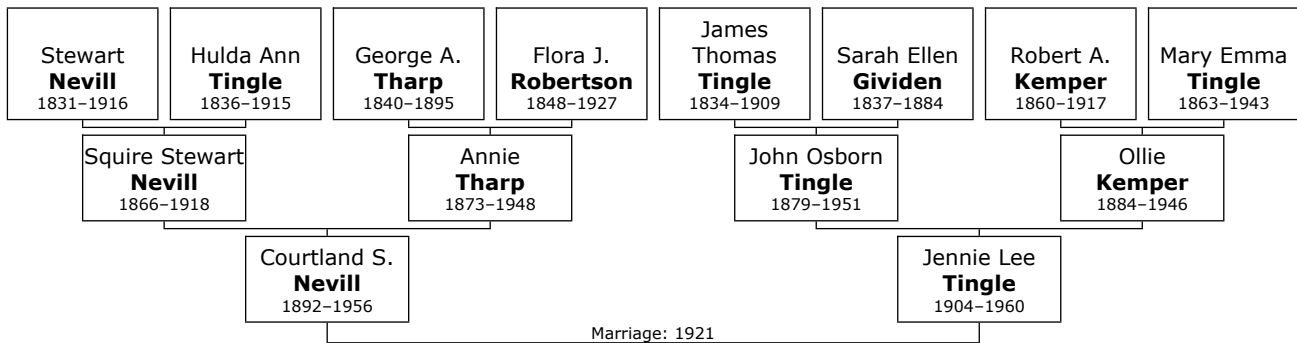 Stewart
Nevill
1831–1916
Hulda Ann
Tingle
1836–1915
George A.
Tharp
1840–1895
Flora J.
Robertson
1848–1927
James
Thomas
Tingle
1834–1909
Sarah Ellen
Gividen
1837–1884
Robert A.
Kemper
1860–1917
Mary Emma
Tingle
1863–1943
Squire Stewart
Nevill
1866–1918
Annie
Tharp
1873–1948
John Osborn
Tingle
1879–1951
Ollie
Kemper
1884–1946
Courtland S.
Nevill
1892–1956
Jennie Lee
Tingle
1904–1960
Marriage: 1921